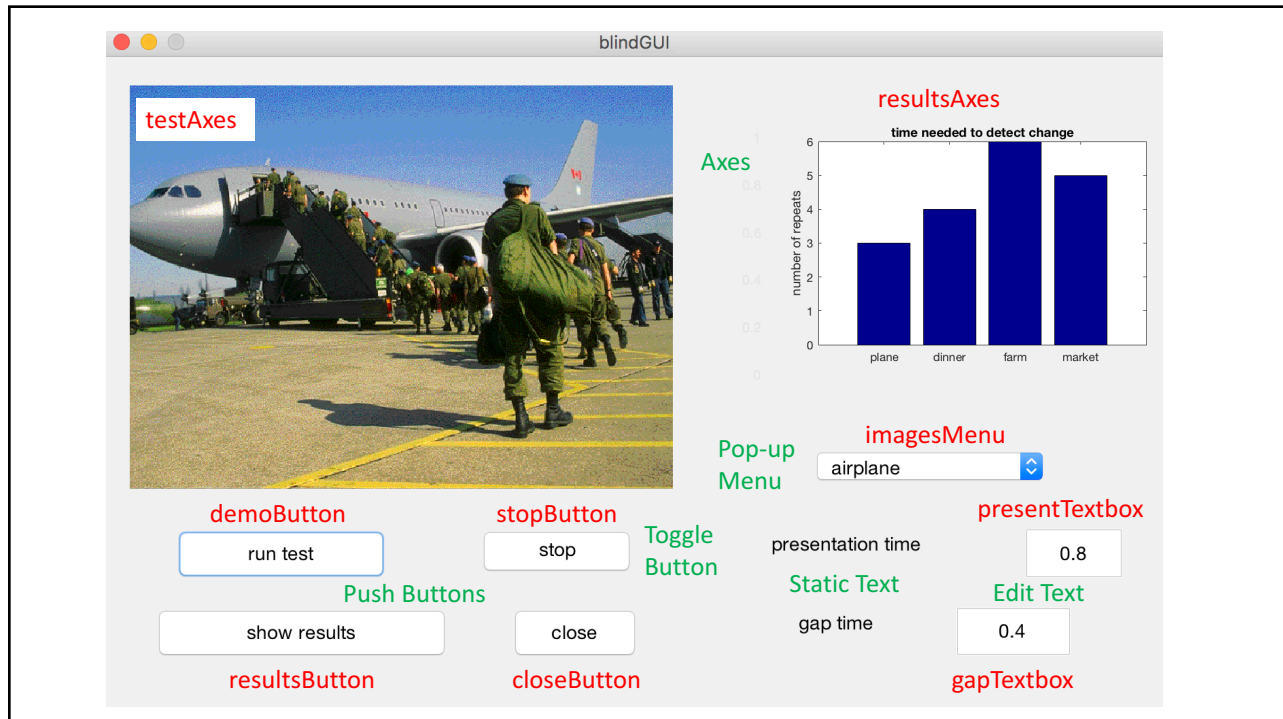 blindGUI
testAxes
resultsAxes
time needed to detect change
Axes
1
0.8
0.6
0.4
0.2
0
number of repeats
6
5
4
3
2
1
0
plane dinner farm market
imagesMenu
Pop-up
Menu
airplane
demoButton
stopButton
presentTextbox
run test
stop
Toggle
Button
presentation time
0.8
Push Buttons
Static Text
Edit Text
show results
close
gap time
0.4
resultsButton
closeButton
gapTextbox